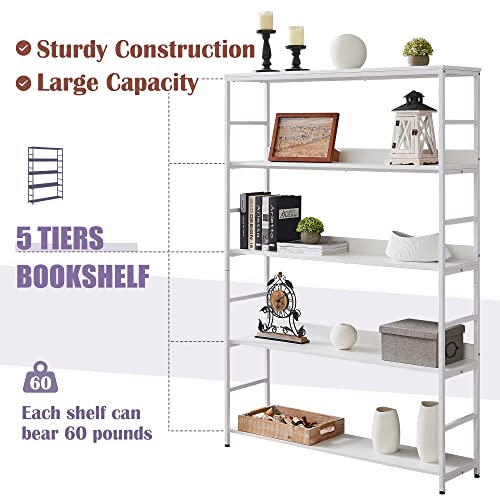 Sturdy Construction
Large Capacity
5 TIERS
BOOKSHELF
60
Each shelf can
bear 60 pounds